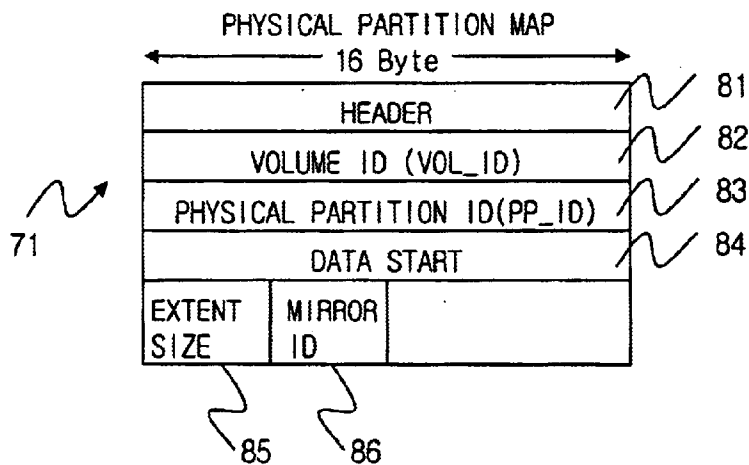 PHYSICAL PARTITION MAP
16 Byte
HEADER
81
VOLUME ID (VOL_ID)
82
PHYSICAL PARTITION ID(PP_ID)
83
71
DATA START
84
EXTENT SIZE
MIRROR ID
85
86